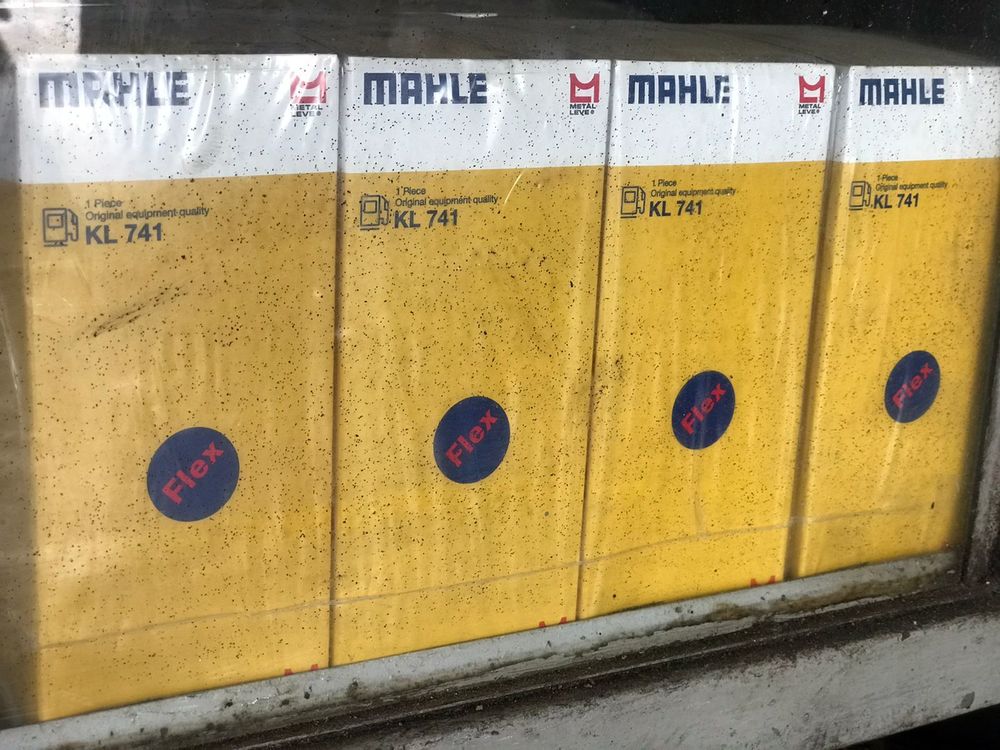 MAHLE
METAL
LEVE
1 Piece
Original equipment quality
KL 741
Flex
MAHLE
METAL
LEVE
1 Piece
Original equipment quality
KL 741
Flex
MAHLE
METAL
LEVE
1 Piece
Original equipment quality
KL 741
Flex
MAHLE
1 Piece
Original equipment quality
KL 741
Flex